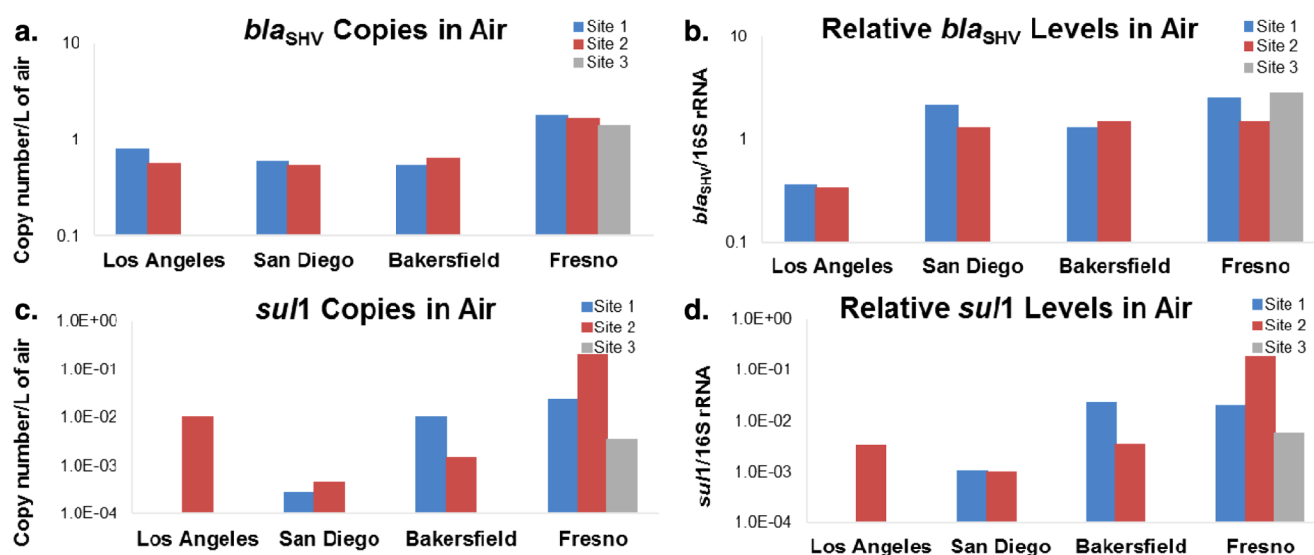 a.
bla_SHV Copies in Air
Site 1
Site 2
Site 3
Copy number/L of air
10
1
0.1
Los Angeles San Diego Bakersfield Fresno
b.
Relative bla_SHV Levels in Air
Site 1
Site 2
Site 3
bla_SHV/16S rRNA
10
1
0.1
Los Angeles San Diego Bakersfield Fresno
c.
sul1 Copies in Air
Site 1
Site 2
Site 3
Copy number/L of air
1.0E+00
1.0E-01
1.0E-02
1.0E-03
1.0E-04
Los Angeles San Diego Bakersfield Fresno
d.
Relative sul1 Levels in Air
Site 1
Site 2
Site 3
sul1/16S rRNA
1.0E+00
1.0E-01
1.0E-02
1.0E-03
1.0E-04
Los Angeles San Diego Bakersfield Fresno